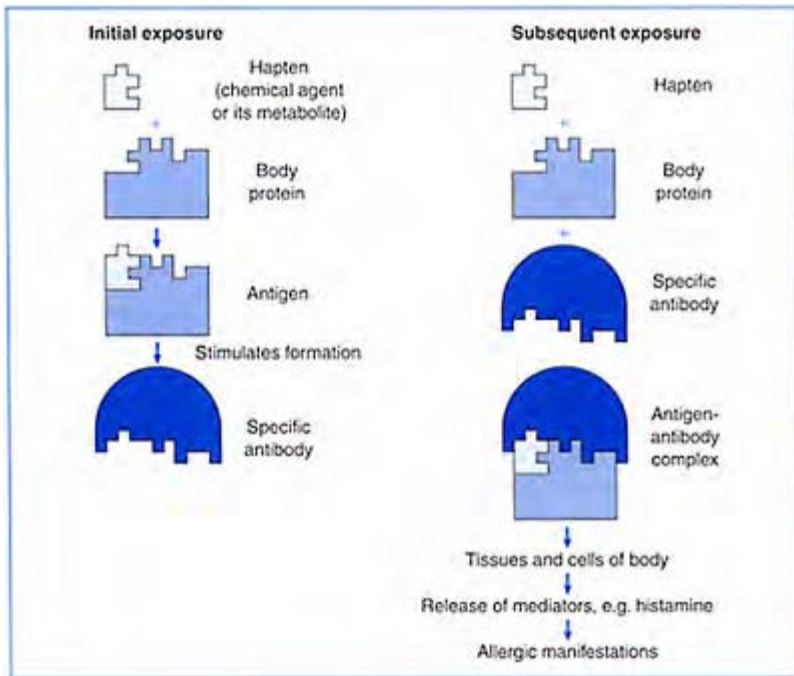 Initial exposure
Hapten
(chemical agent
or its metabolite)
+
Body
protein
Antigen
Stimulates formation
Specific
antibody
Subsequent exposure
Hapten
+
Body
protein
+
Specific
antibody
Antigen-
antibody
complex
Tissues and cells of body
Release of mediators, e.g. histamine
Allergic manifestations